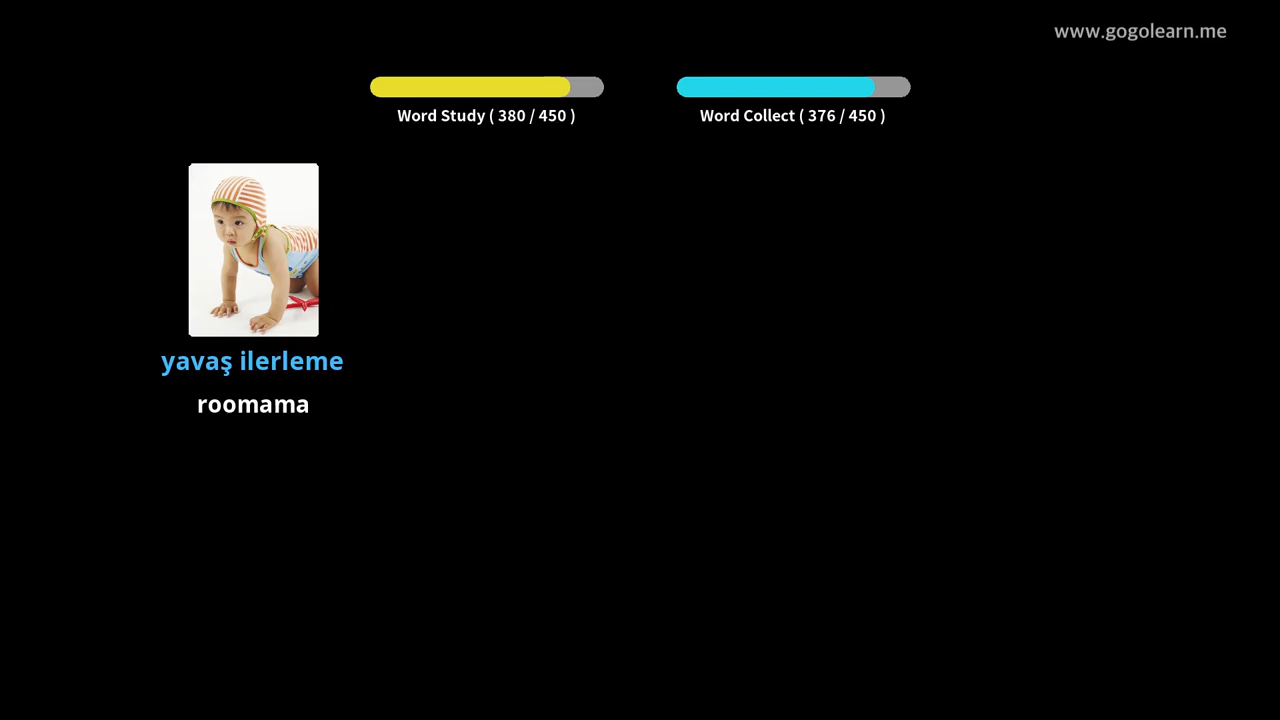 www.gogolearn.me
Word Study ( 380 / 450 )
Word Collect ( 376 / 450 )
yavaş ilerleme
roomama